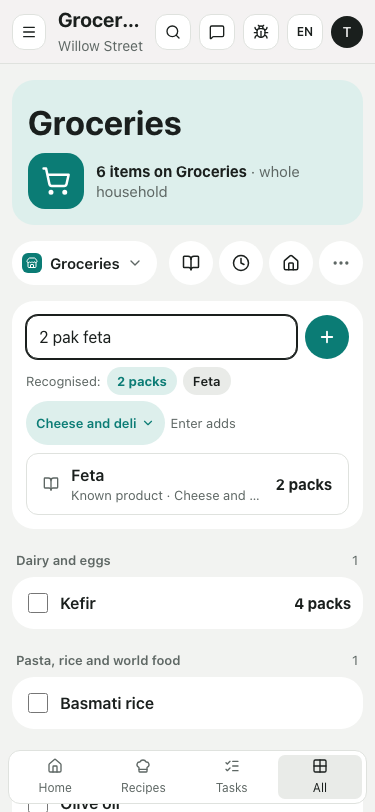 Grocer...
Willow Street
EN
T
Groceries
6 items on Groceries · whole
household
Groceries
2 pak feta
Recognised: 2 packs Feta
Cheese and deli Enter adds
Feta
Known product · Cheese and ...
2 packs
Dairy and eggs 1
Kefir 4 packs
Pasta, rice and world food 1
Basmati rice
Olive oil
Home Recipes Tasks All